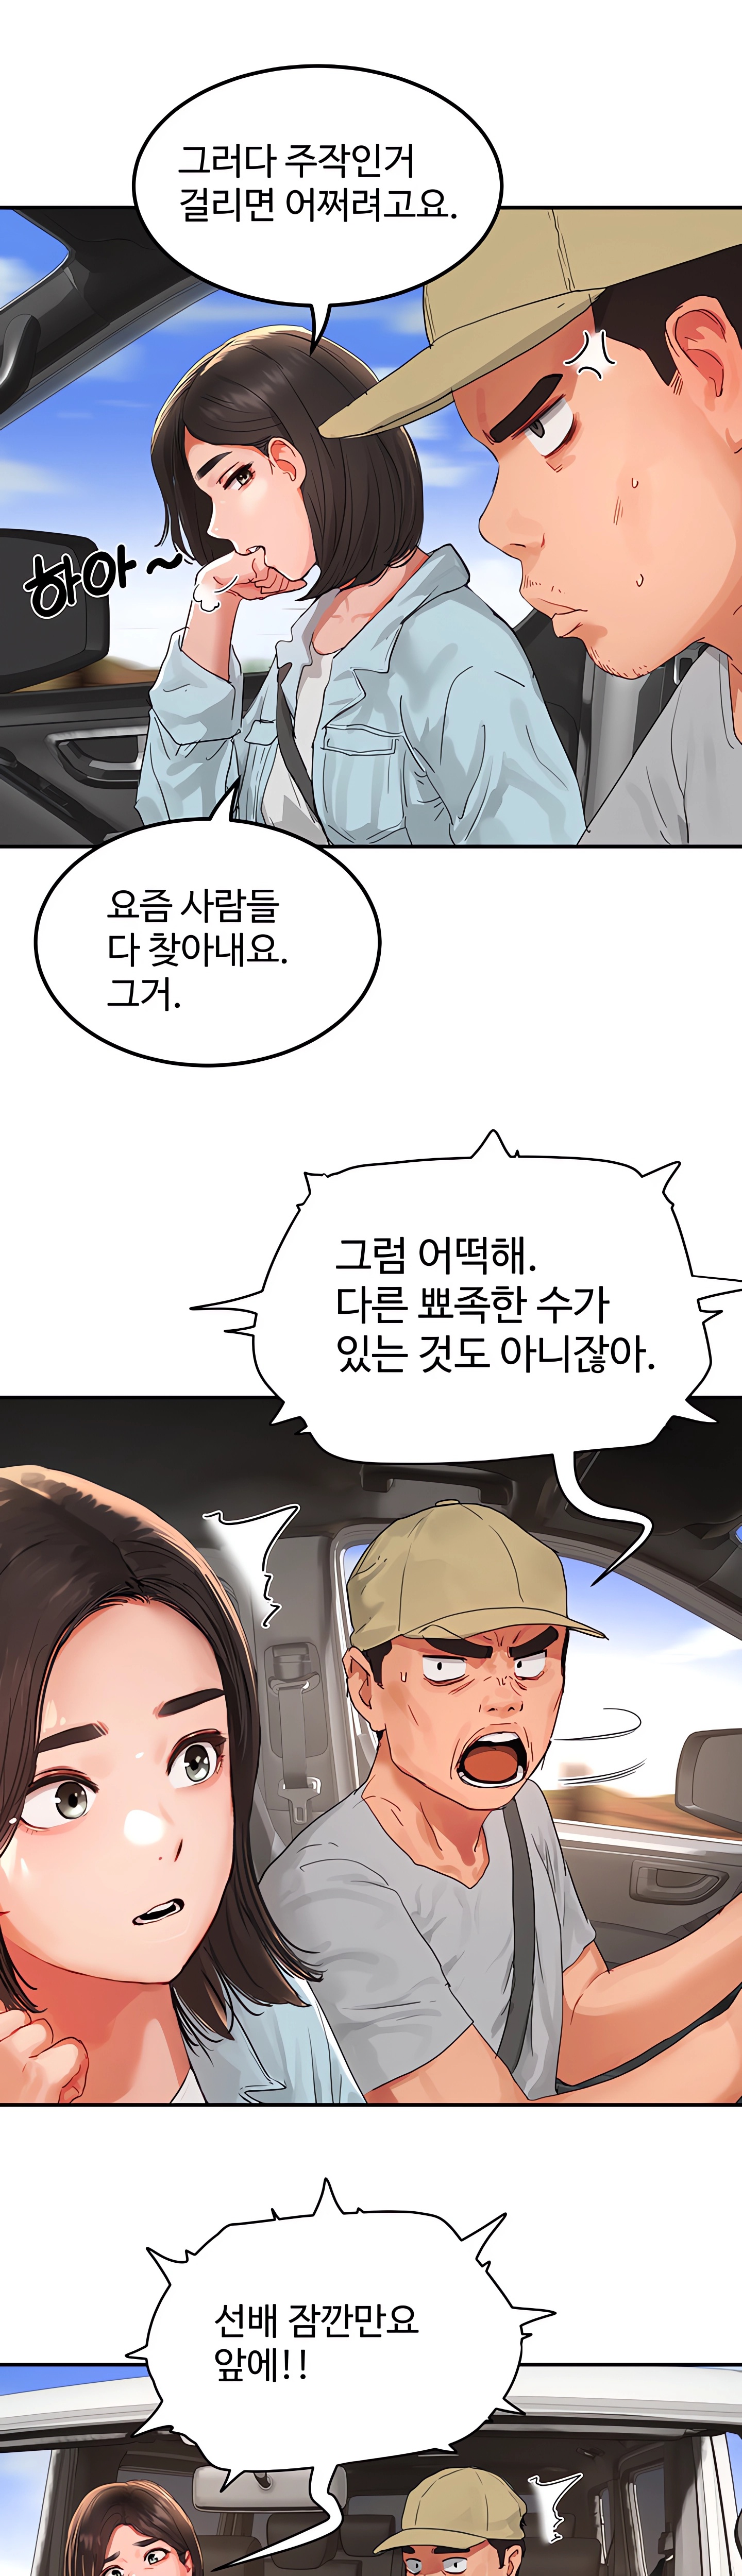 그러다 주작인거
걸리면 어쩌려고요.
하아~
요즘 사람들
다 찾아내요.
그거.
그럼 어떡해.
다른 뾰족한 수가
있는 것도 아니잖아.
선배 잠깐만요
앞에!!